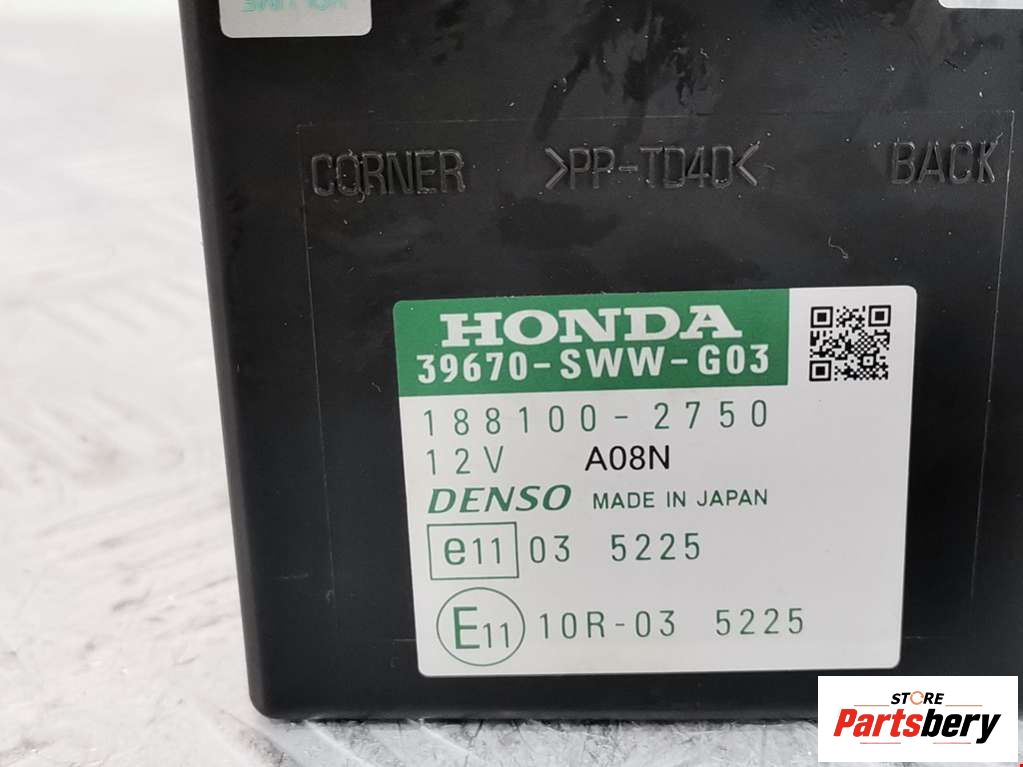 CORNER >PP-TD40< BACK
HONDA
39670-SWW-G03
188100-2750
12V A08N
DENSO MADE IN JAPAN
e11 03 5225
E11 10R-03 5225
STORE
Partsbery